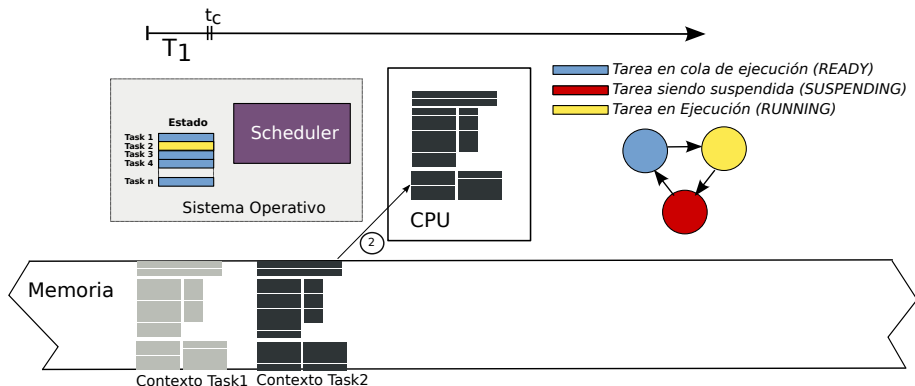 tc
T1
Tarea en cola de ejecución (READY)
Tarea siendo suspendida (SUSPENDING)
Tarea en Ejecución (RUNNING)
Estado
Task 1
Task 2
Task 3
Task 4
Task n
Scheduler
Sistema Operativo
CPU
2
Memoria
Contexto Task1
Contexto Task2